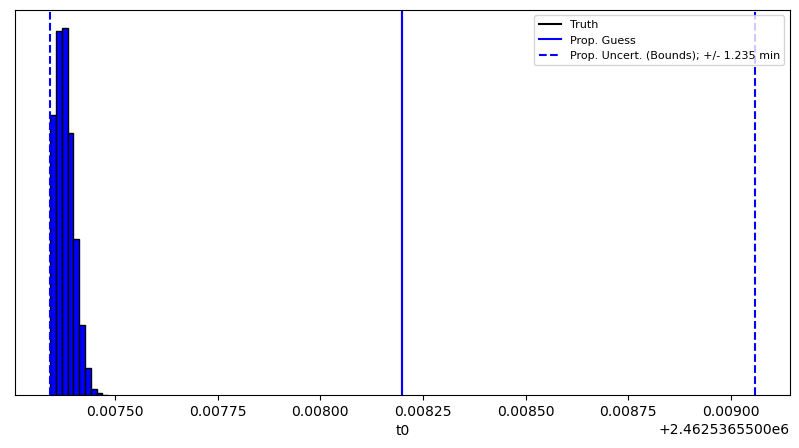 Truth
Prop. Guess
Prop. Uncert. (Bounds); +/- 1.235 min
0.00750 0.00775 0.00800 0.00825 0.00850 0.00875 0.00900
t0
+2.4625365500e6